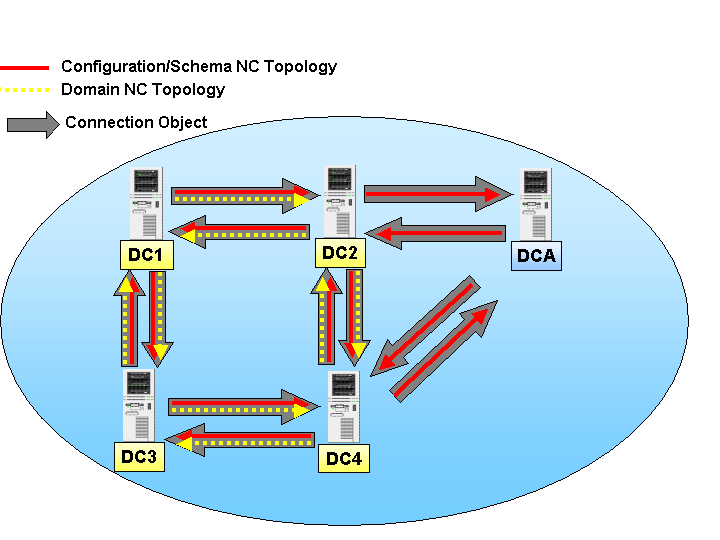 Configuration/Schema NC Topology
Domain NC Topology
Connection Object
DC1
DC2
DCA
DC3
DC4